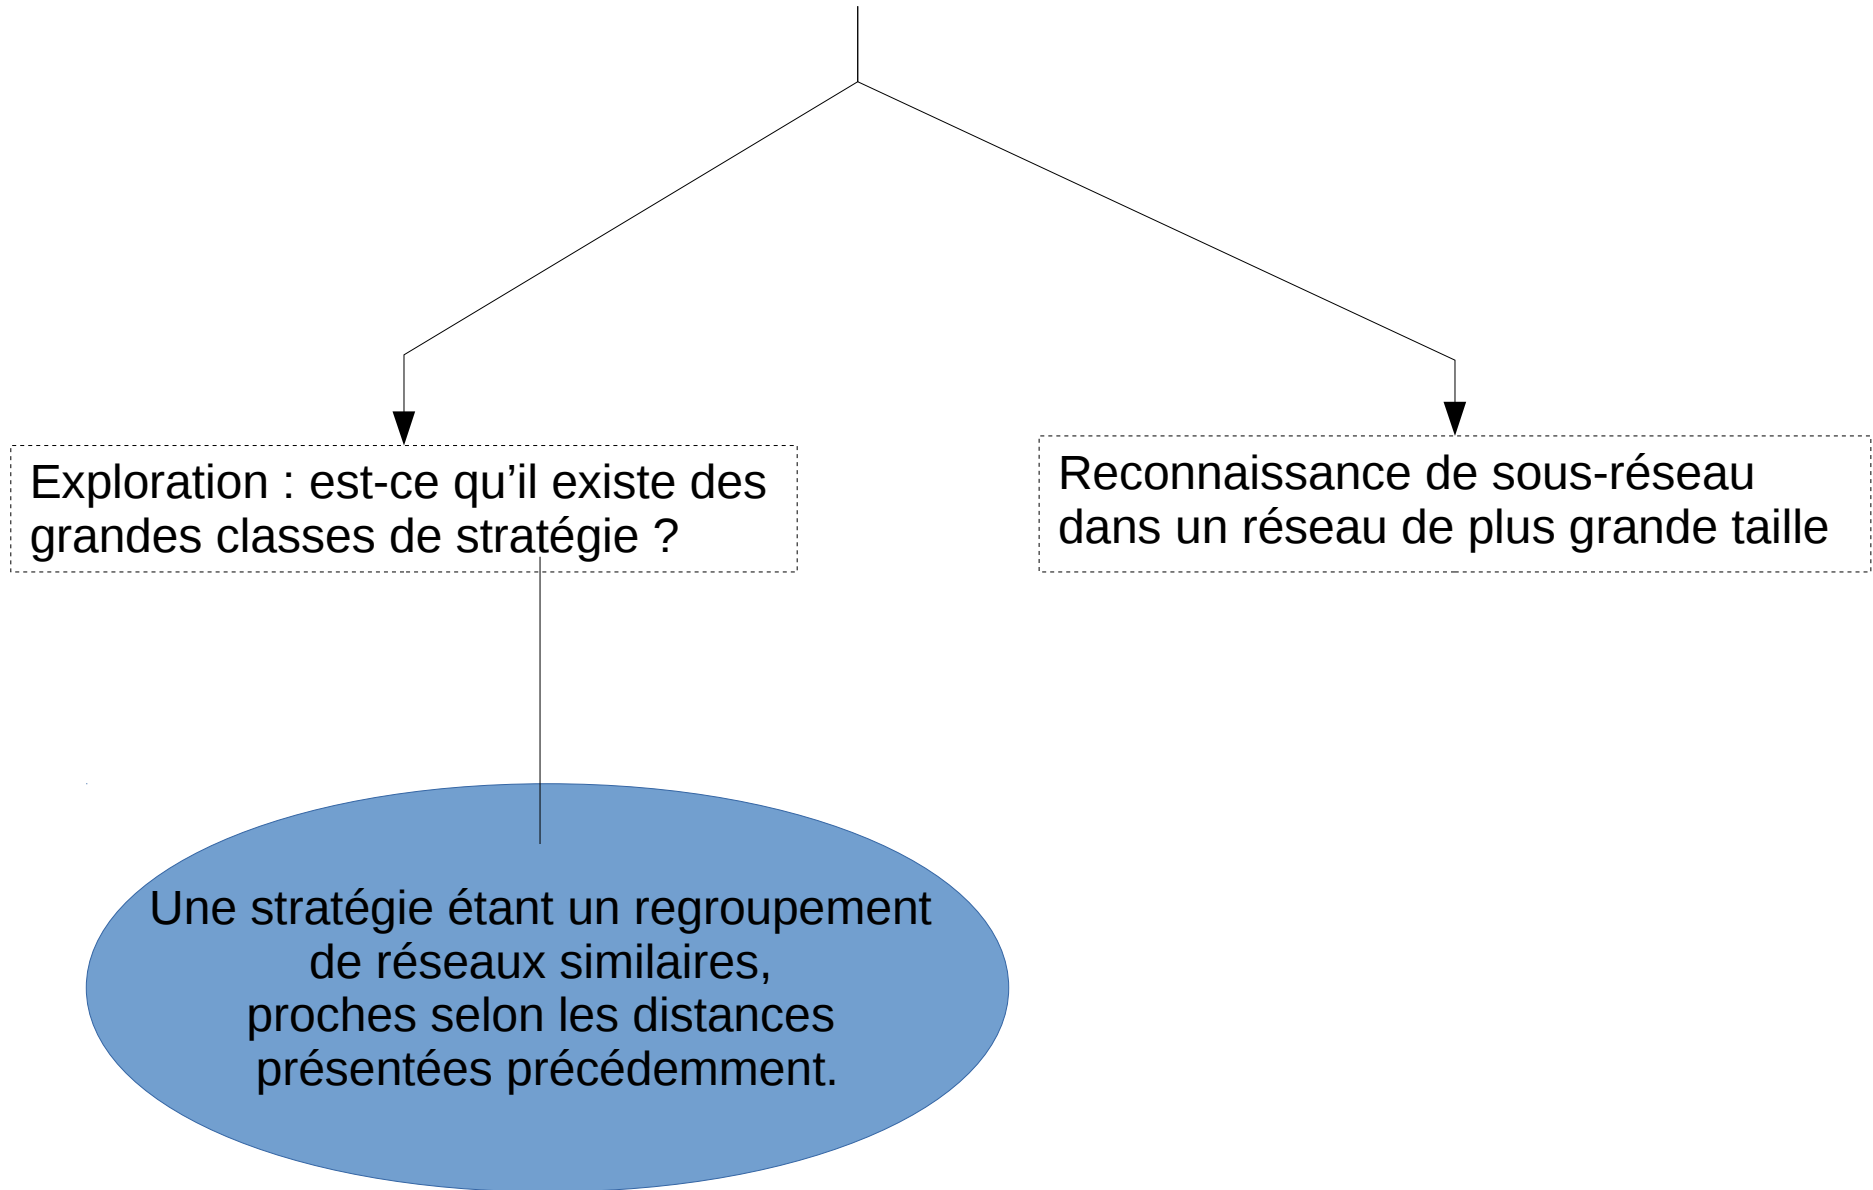 Exploration : est-ce qu’il existe des
grandes classes de stratégie ?
Reconnaissance de sous-réseau
dans un réseau de plus grande taille
Une stratégie étant un regroupement
de réseaux similaires,
proches selon les distances
présentées précédemment.